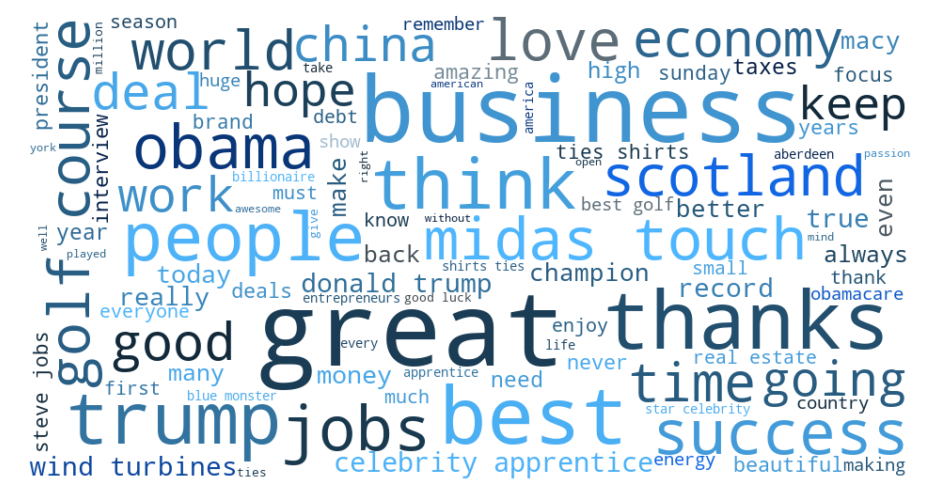 season
remember
president
million
golf course
world
china
love
economy
macy
take
amazing
high
sunday
taxes
focus
deal
huge
hope
american
business
america
keep
brand
debt
years
york
interview
obama
show
right
ties shirts
open
aberdeen
passion
billionaire
think
scotland
work
must
make
best golf
better
even
awesome
know
without
true
well
year
people
give
midas touch
mind
played
back
always
today
shirts ties
champion
small
thank
really
deals
donald trump
record
obamacare
entrepreneurs
good luck
everyone
great
thanks
good
every
enjoy
life
steve jobs
many
money
apprentice
need
never
real estate
first
blue monster
much
time
going
trump
jobs
best
star celebrity
country
success
wind turbines
ties
celebrity apprentice
energy
beautiful
making